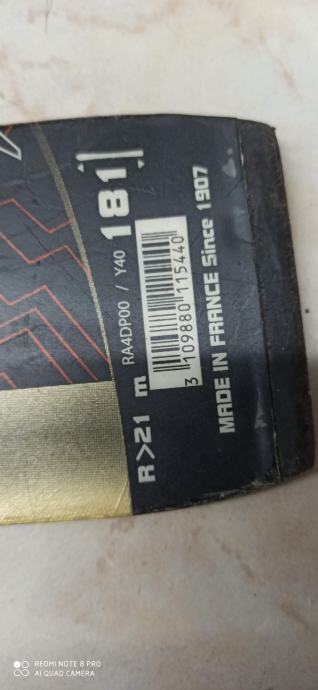 181
RA4DP00 / Y40
R>21 m
3 109880 115440
MADE IN FRANCE Since 1907
REDMI NOTE 8 PRO
AI QUAD CAMERA